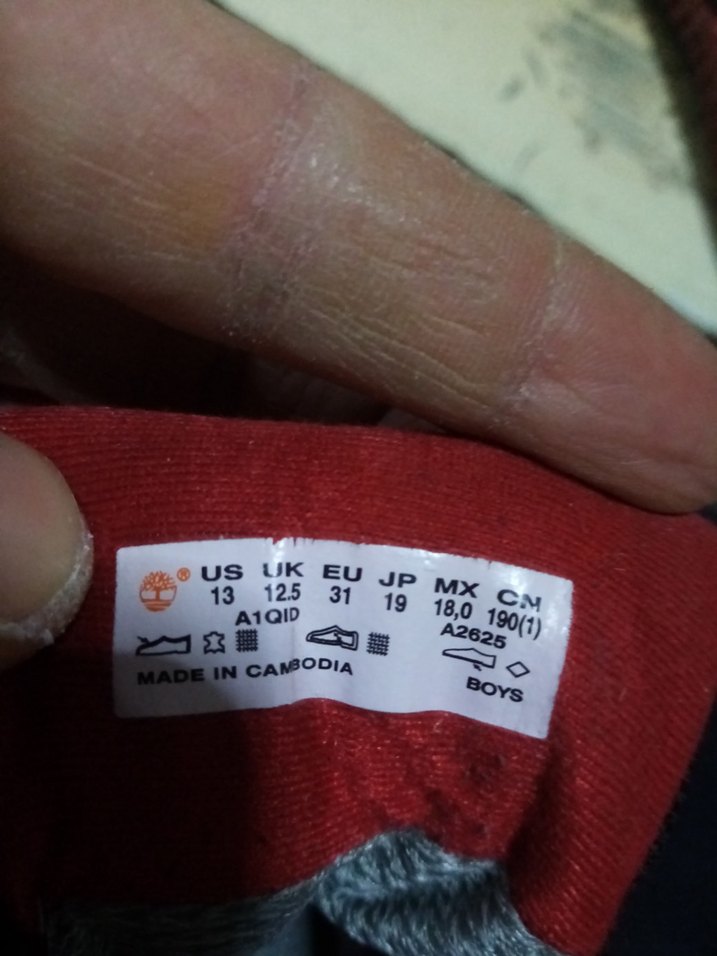 ® US UK EU JP MX CN
13 12.5 31 19 18,0 190(1)
A1QID A2625
MADE IN CAMBODIA
BOYS